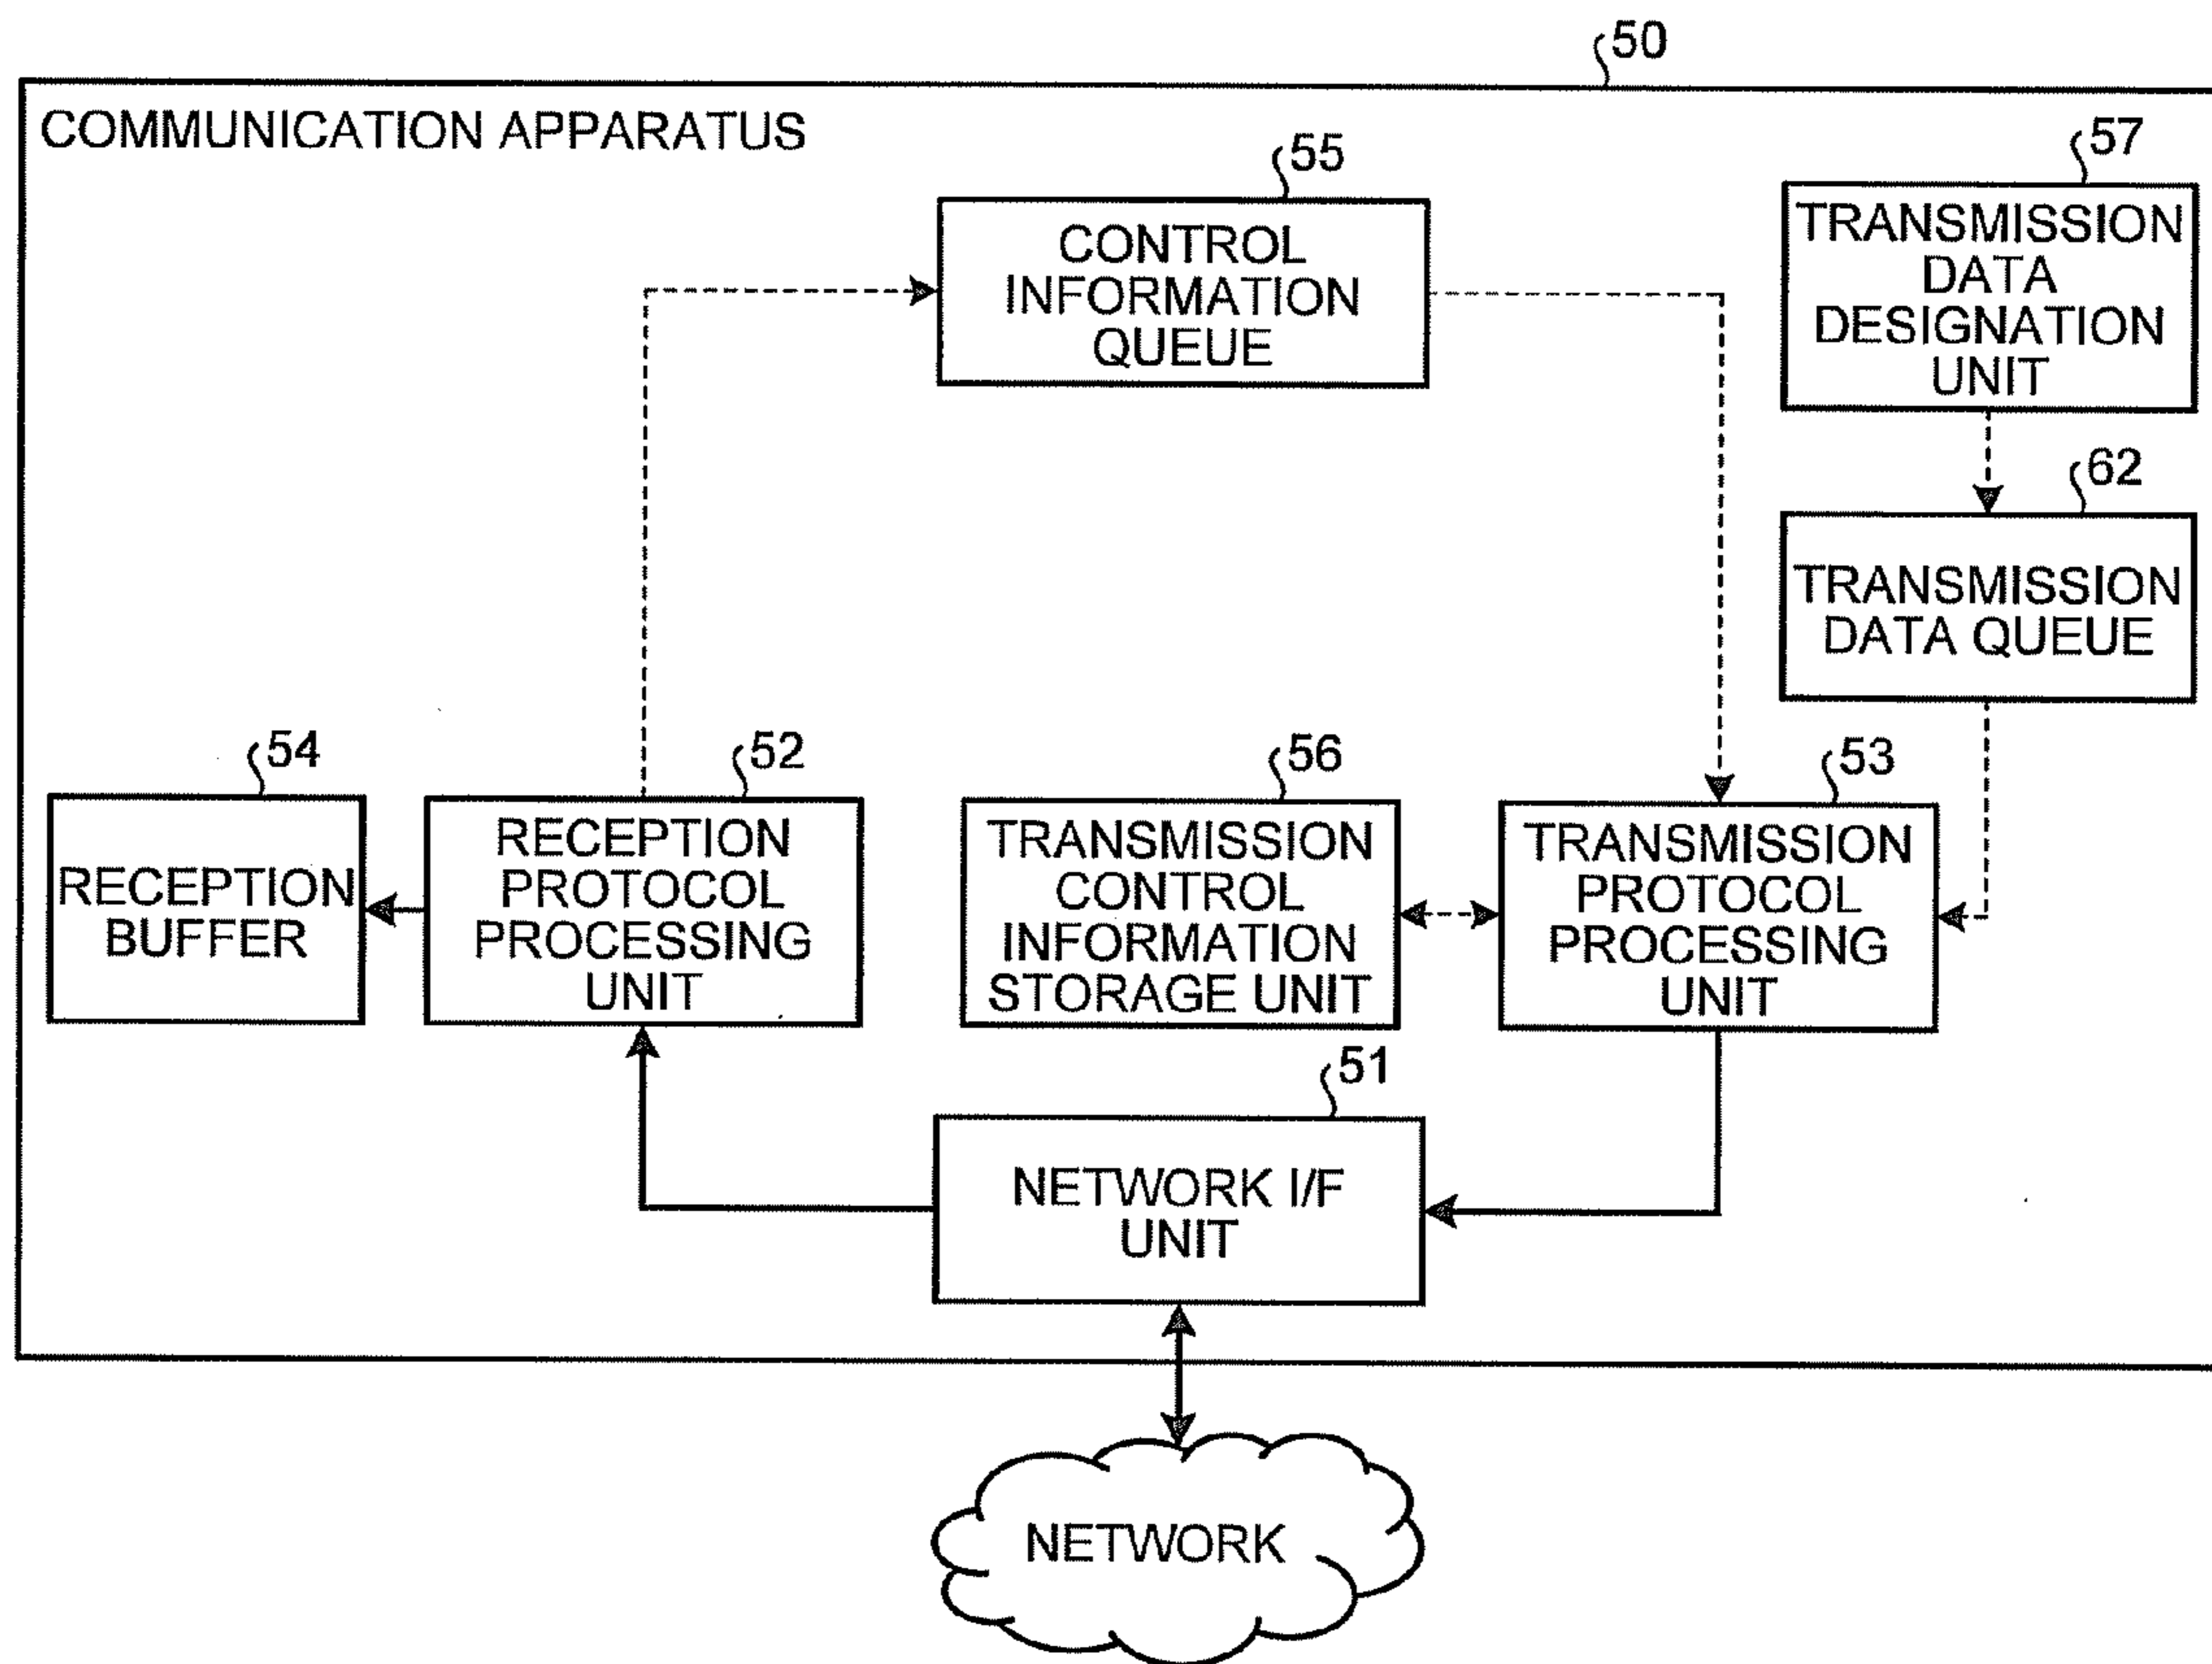 50
COMMUNICATION APPARATUS
55
CONTROL
INFORMATION
QUEUE
57
TRANSMISSION
DATA
DESIGNATION
UNIT
62
TRANSMISSION
DATA QUEUE
54
RECEPTION
BUFFER
52
RECEPTION
PROTOCOL
PROCESSING
UNIT
56
TRANSMISSION
CONTROL
INFORMATION
STORAGE UNIT
53
TRANSMISSION
PROTOCOL
PROCESSING
UNIT
51
NETWORK I/F
UNIT
NETWORK